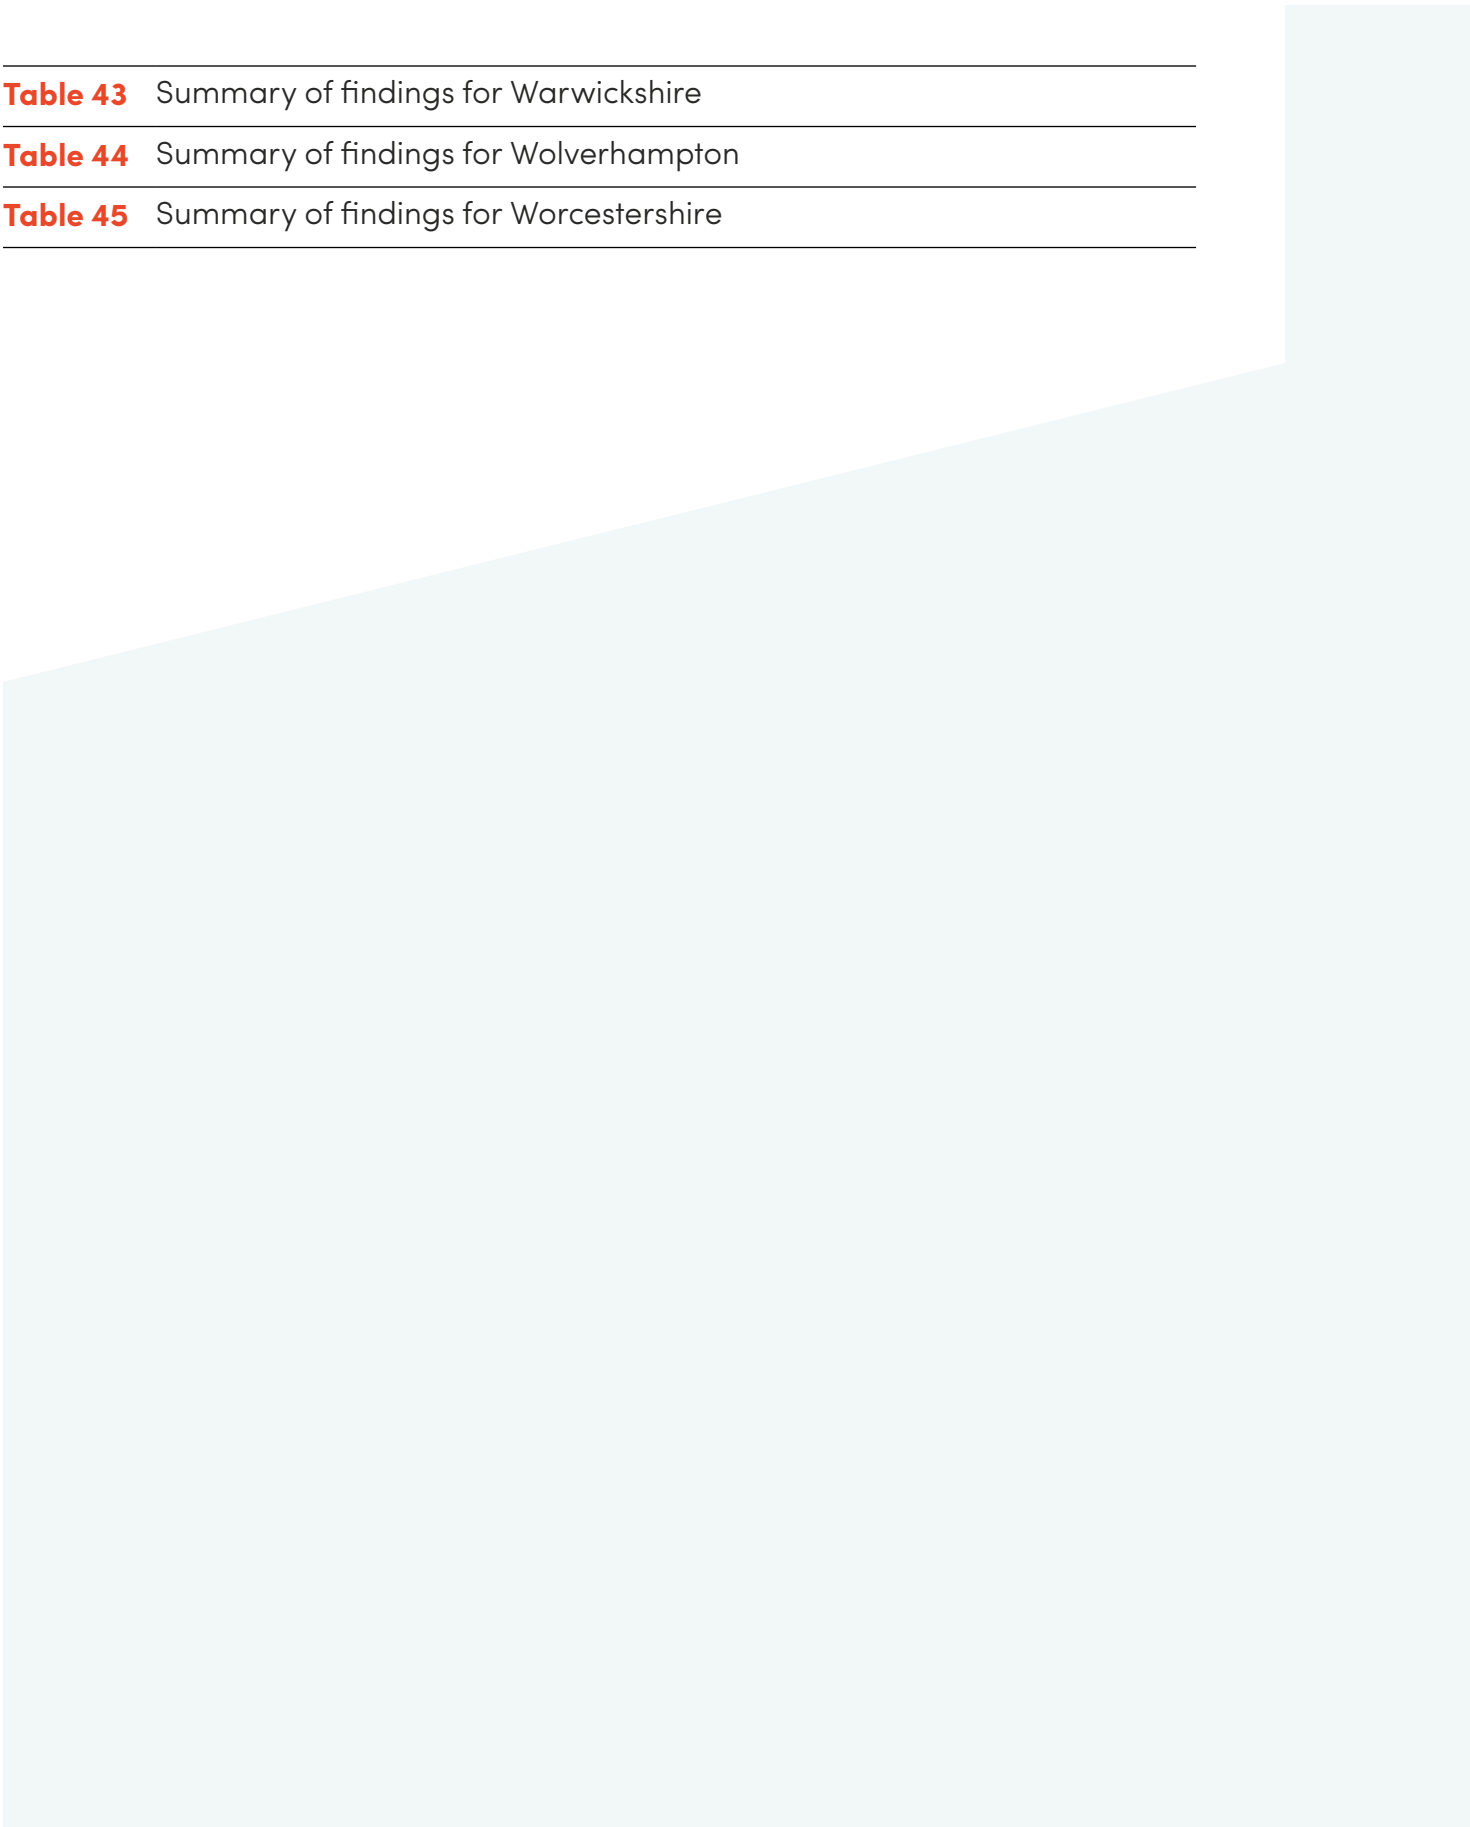 Table 43 Summary of findings for Warwickshire
Table 44 Summary of findings for Wolverhampton
Table 45 Summary of findings for Worcestershire